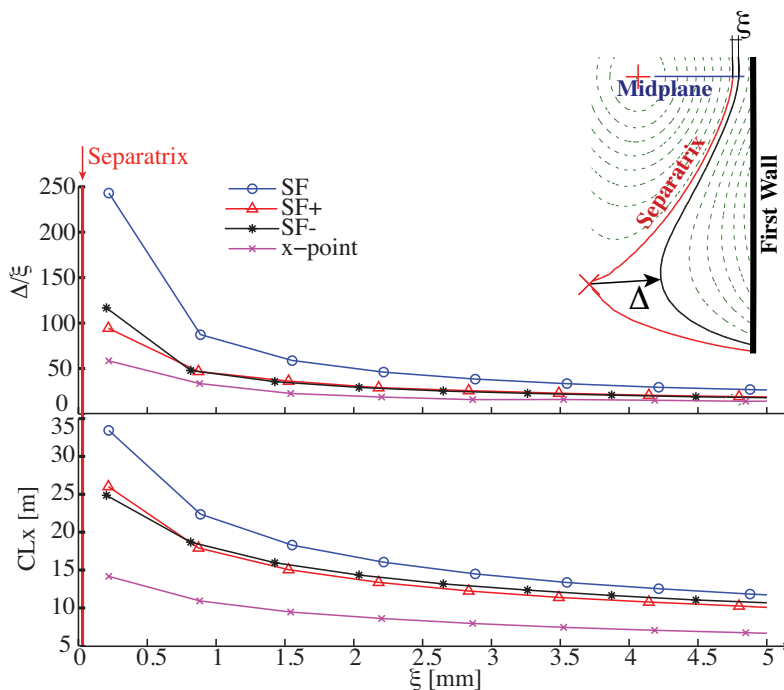 ξ
Midplane
Separatrix
First Wall
Δ
Separatrix
SF
SF+
SF-
x-point
Δ/ξ
250
200
150
100
50
0
CLx [m]
35
30
25
20
15
10
5
0 0.5 1 1.5 2 2.5 3 3.5 4 4.5 5
ξ [mm]